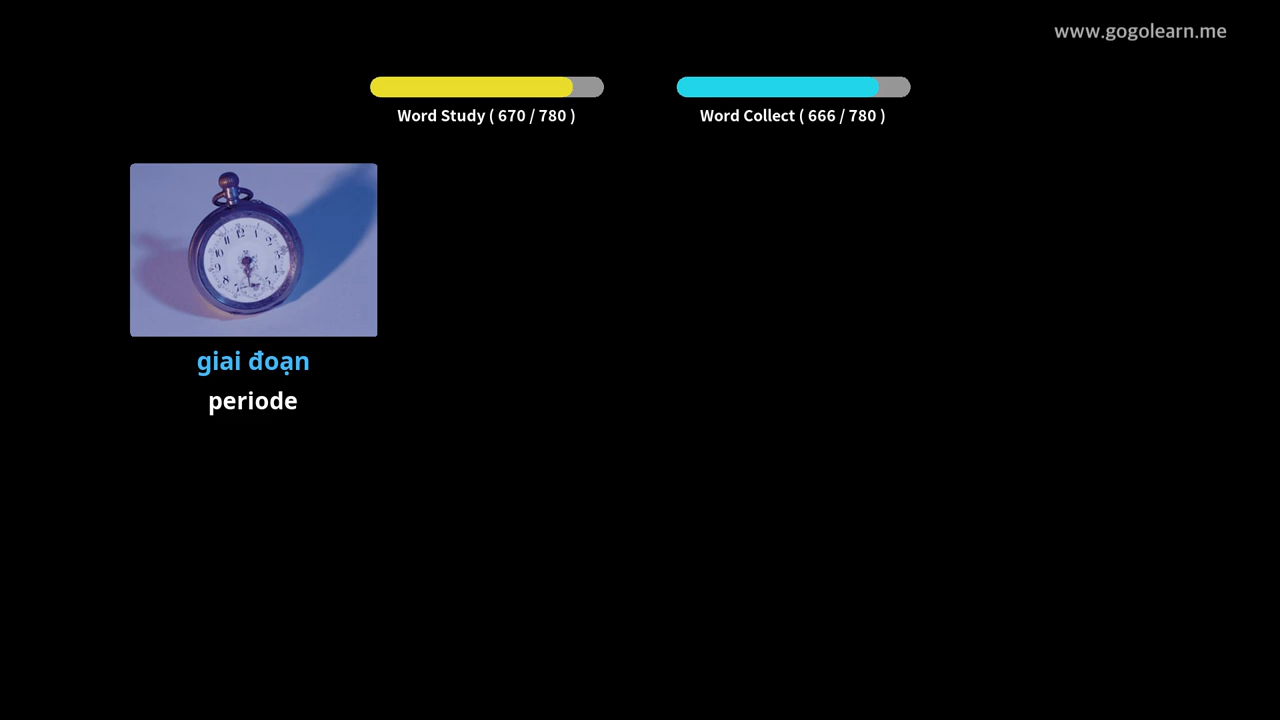 www.gogolearn.me
Word Study ( 670 / 780 )
Word Collect ( 666 / 780 )
giai đoạn
periode